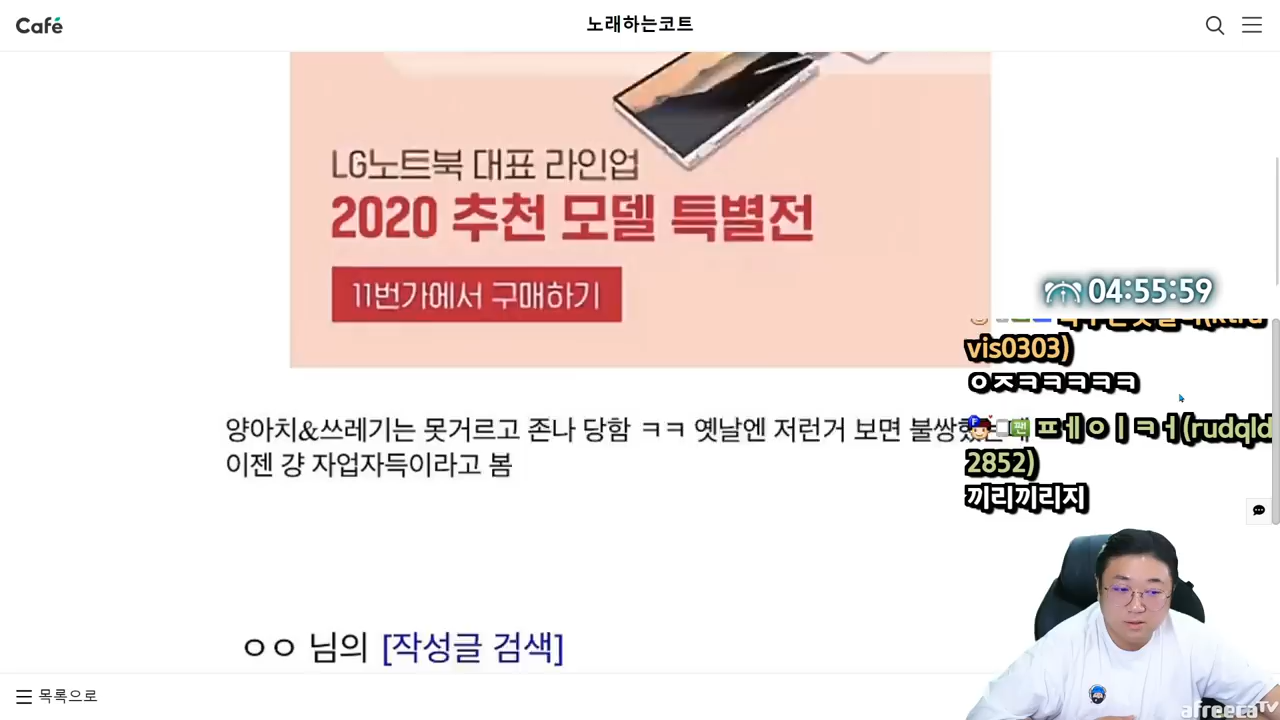 Café
노래하는코트
LG노트북 대표 라인업
2020 추천 모델 특별전
11번가에서 구매하기
04:55:59
vis0303)
ㅇㅈㅋㅋㅋㅋㅋ
ㅍㅔㅇㅣㅋㅓ(rudqld
2852)
끼리끼리지
양아치&쓰레기는 못거르고 존나 당함 ㅋㅋ 옛날엔 저런거 보면 불쌍했
이젠 걍 자업자득이라고 봄
ㅇㅇ 님의 [작성글 검색]
목록으로
afreecaTV